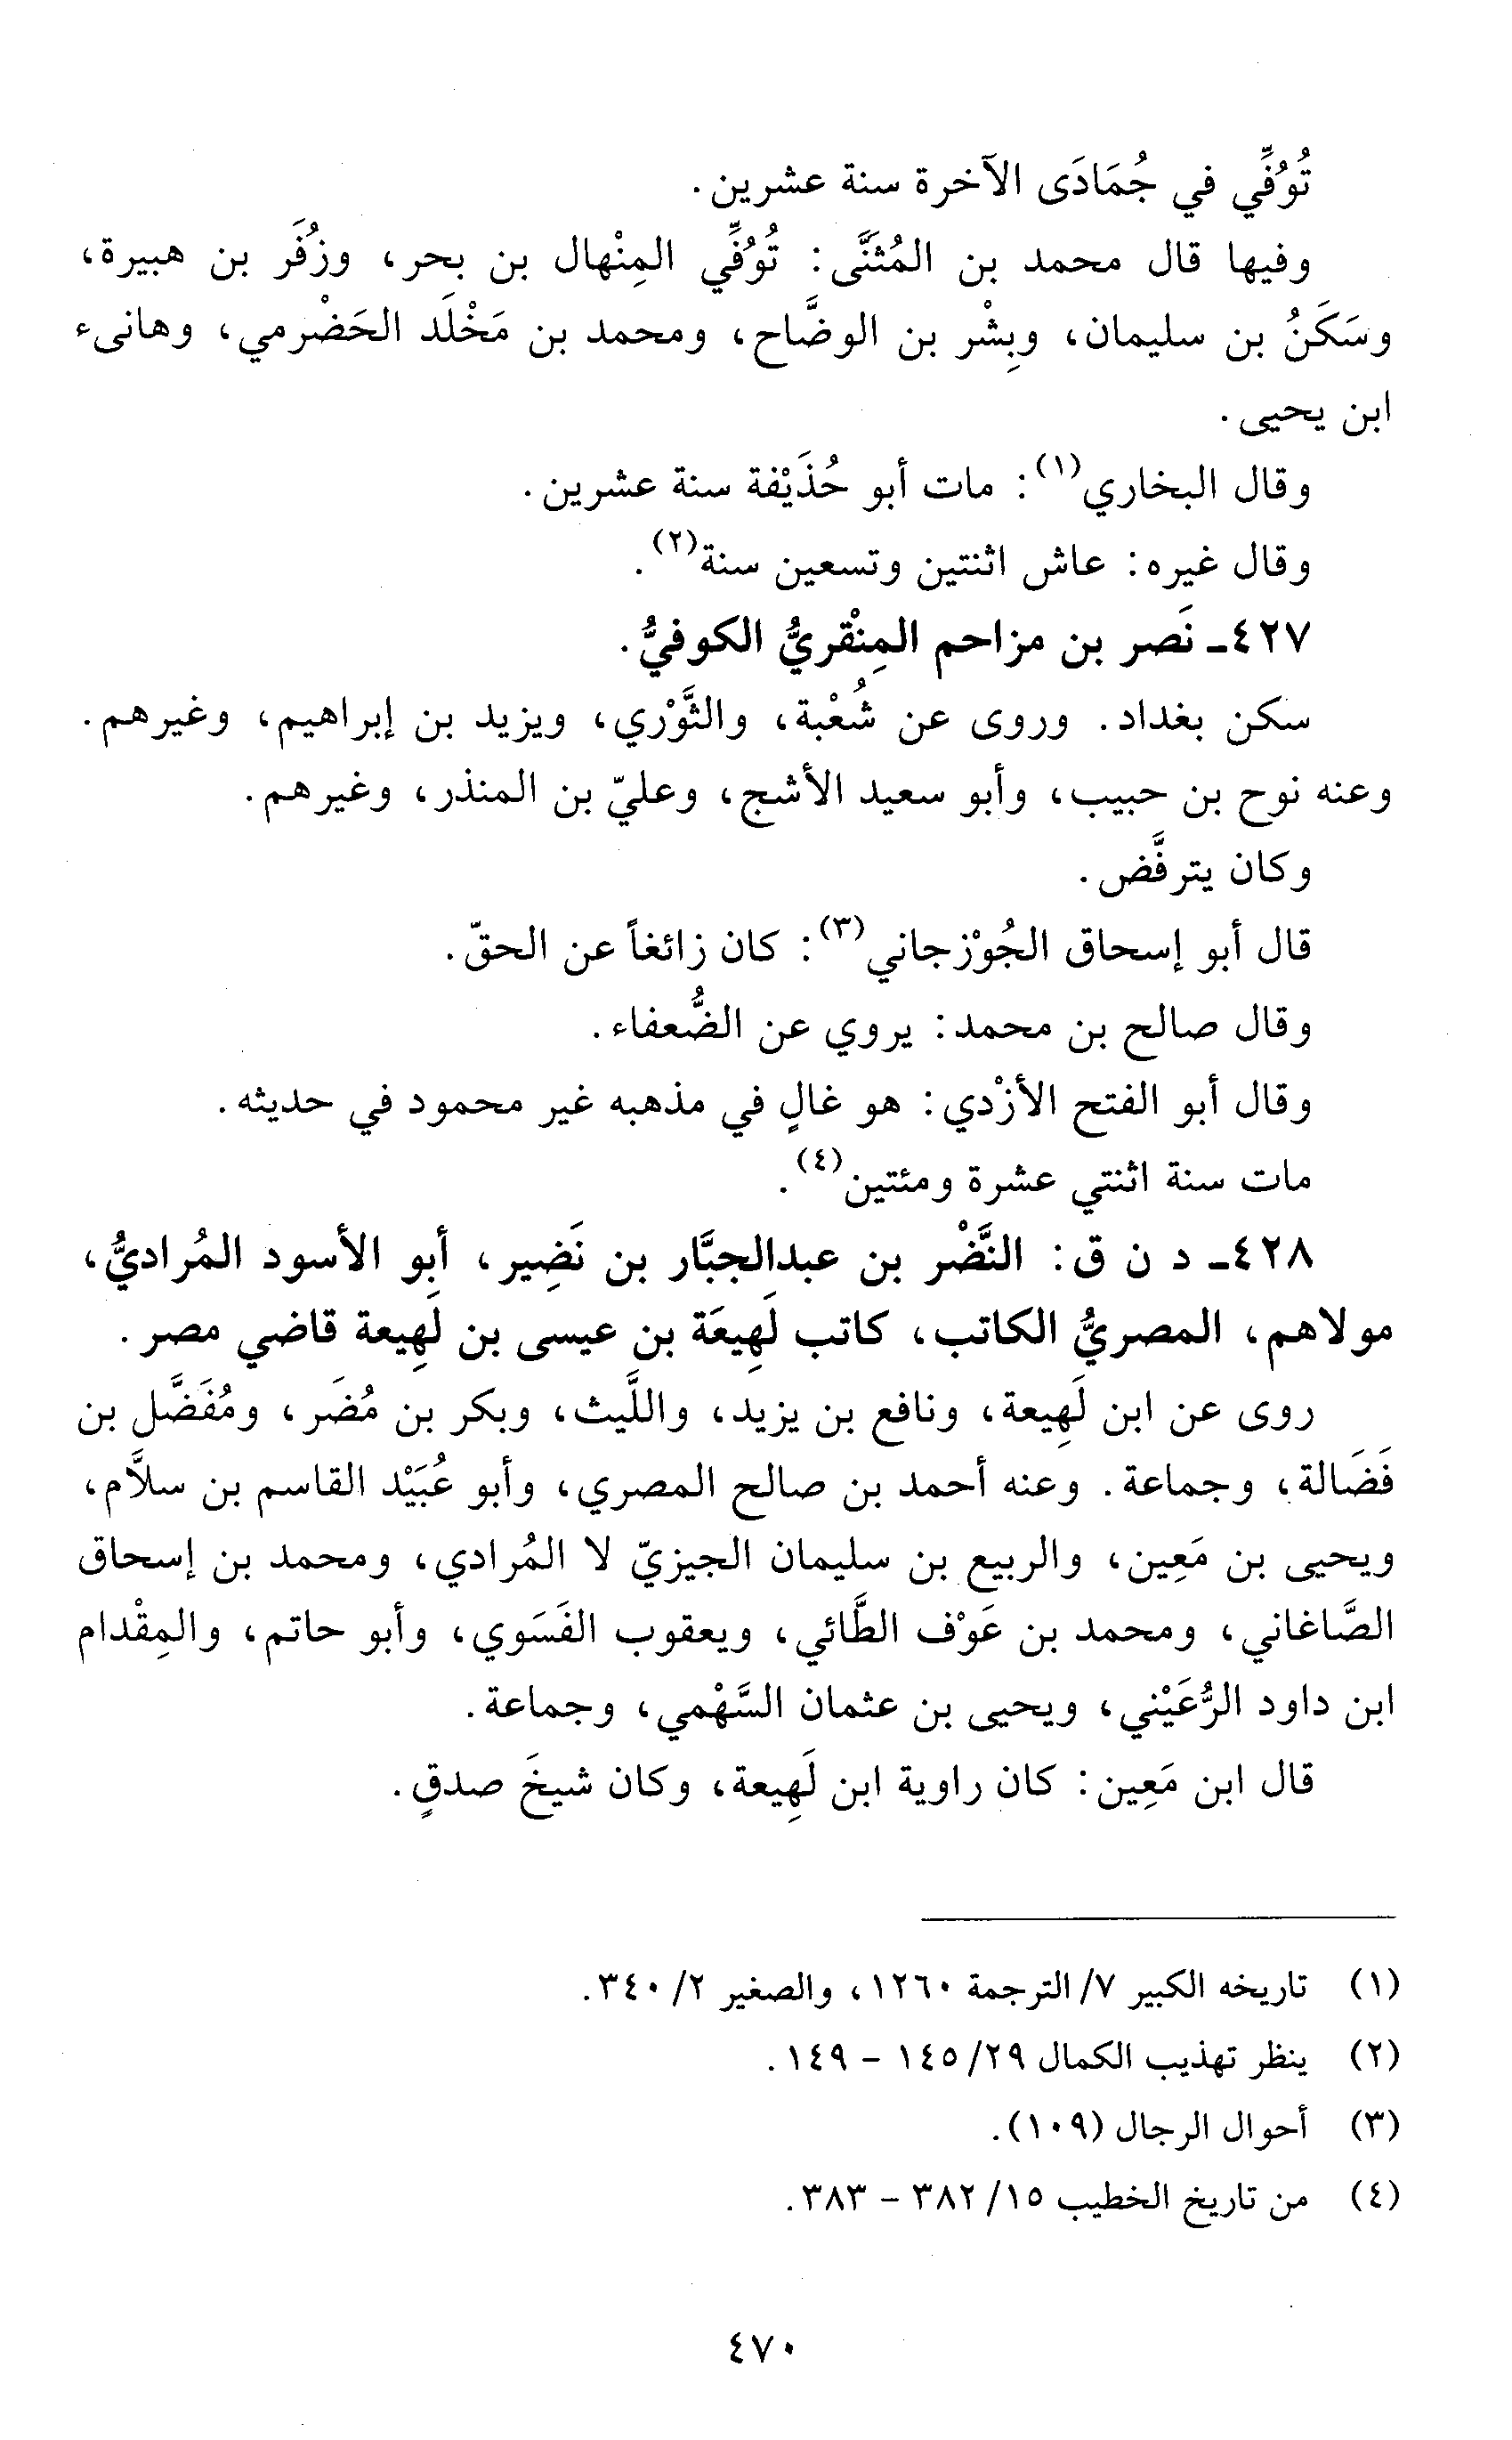 تُوُفِّي في جُمَادَى الآخرة سنة عشرين.
وفيها قال محمد بن المُثَنَّى: تُوُفِّي المِنْهال بن بحر، وزُفَر بن هبيرة،
وسَكَنُ بن سليمان، وبِشْر بن الوضَّاح، ومحمد بن مَخْلَد الحَضْرمي، وهانىء
ابن يحيى.
وقال البخاري(١): مات أبو حُذَيْفة سنة عشرين.
وقال غيره: عاش اثنتين وتسعين سنة(٢).
٤٢٧- نَصر بن مزاحم المِنْقريُّ الكوفيُّ.
سكن بغداد. وروى عن شُعْبة، والثَّوْري، ويزيد بن إبراهيم، وغيرهم.
وعنه نوح بن حبيب، وأبو سعيد الأشج، وعليّ بن المنذر، وغيرهم.
وكان يترفَّض.
قال أبو إسحاق الجُوْزجاني(٣): كان زائغاً عن الحقّ.
وقال صالح بن محمد: يروي عن الضُّعفاء.
وقال أبو الفتح الأزْدي: هو غالٍ في مذهبه غير محمود في حديثه.
مات سنة اثنتي عشرة ومئتين(٤).
٤٢٨- د ن ق: النَّضْر بن عبدالجبَّار بن نَضِير، أبو الأسود المُراديُّ،
مولاهم، المصريُّ الكاتب، كاتب لَهِيعَة بن عيسى بن لَهِيعة قاضي مصر.
روى عن ابن لَهِيعة، ونافع بن يزيد، واللَّيث، وبكر بن مُضَر، ومُفَضَّل بن
فَضَالة، وجماعة. وعنه أحمد بن صالح المصري، وأبو عُبَيْد القاسم بن سلاَّم،
ويحيى بن مَعِين، والربيع بن سليمان الجيزيّ لا المُرادي، ومحمد بن إسحاق
الصَّاغاني، ومحمد بن عَوْف الطَّائي، ويعقوب الفَسَوي، وأبو حاتم، والمِقْدام
ابن داود الرُّعَيْني، ويحيى بن عثمان السَّهْمي، وجماعة.
قال ابن مَعِين: كان راوية ابن لَهِيعة، وكان شيخَ صدقٍ.
(١) تاريخه الكبير ٧/ الترجمة ١٢٦٠، والصغير ٢/ ٣٤٠.
(٢) ينظر تهذيب الكمال ٢٩/ ١٤٥ - ١٤٩.
(٣) أحوال الرجال (١٠٩).
(٤) من تاريخ الخطيب ١٥/ ٣٨٢ - ٣٨٣.
٤٧٠